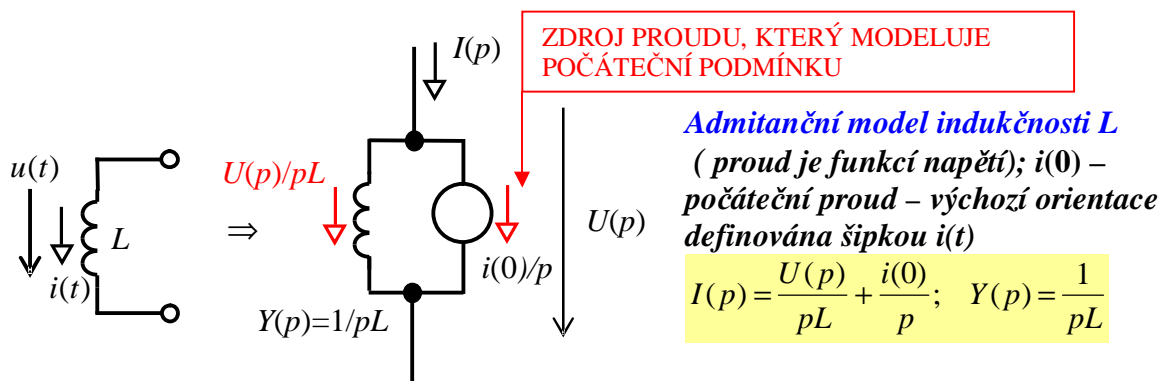 I(p)
ZDROJ PROUDU, KTERÝ MODELUJE
POČÁTEČNÍ PODMÍNKU
u(t)
i(t)
L
⇒
U(p)/pL
i(0)/p
Y(p)=1/pL
U(p)
Admitanční model indukčnosti L
( proud je funkcí napětí); i(0) –
počáteční proud – výchozí orientace
definována šipkou i(t)
I(p) = U(p)/pL + i(0)/p; Y(p) = 1/pL